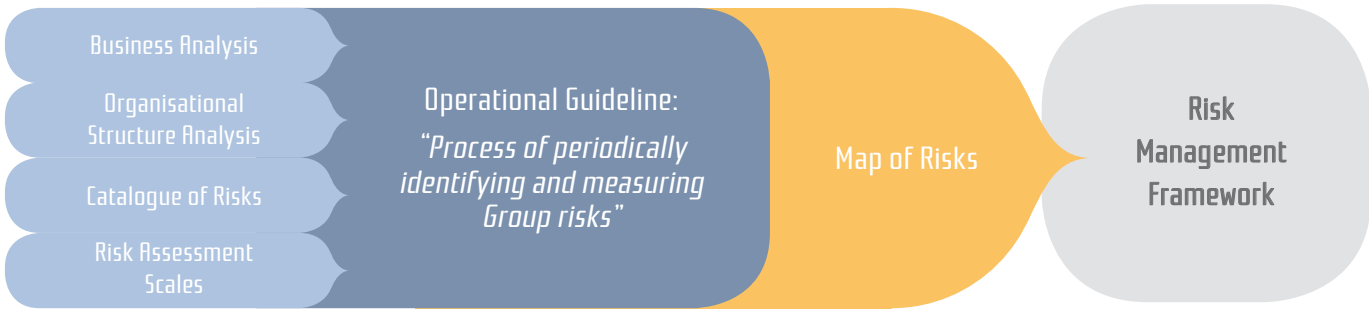 Business Analysis
Organisational
Structure Analysis
Catalogue of Risks
Risk Assessment
Scales
Operational Guideline:
“Process of periodically
identifying and measuring
Group risks”
Map of Risks
Risk
Management
Framework